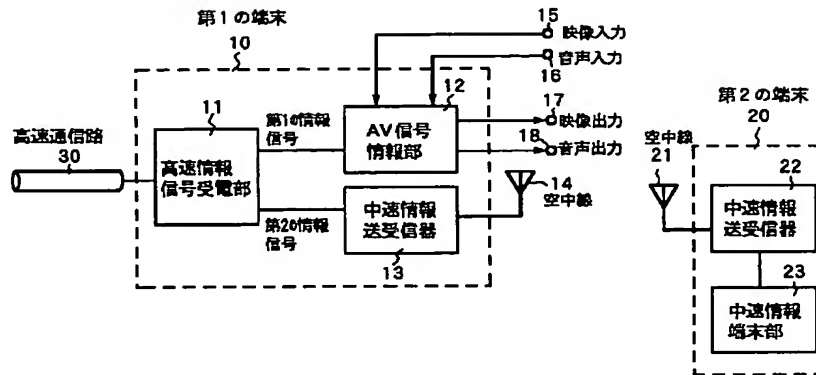 第1の端末
10
高速通信路
30
11
高速情報
信号受電部
第1の情報
信号
第2の情報
信号
12
AV信号
情報部
中速情報
送受信器
13
15
映像入力
音声入力
16
17
映像出力
18
音声出力
14
空中線
第2の端末
20
空中線
21
22
中速情報
送受信器
23
中速情報
端末部